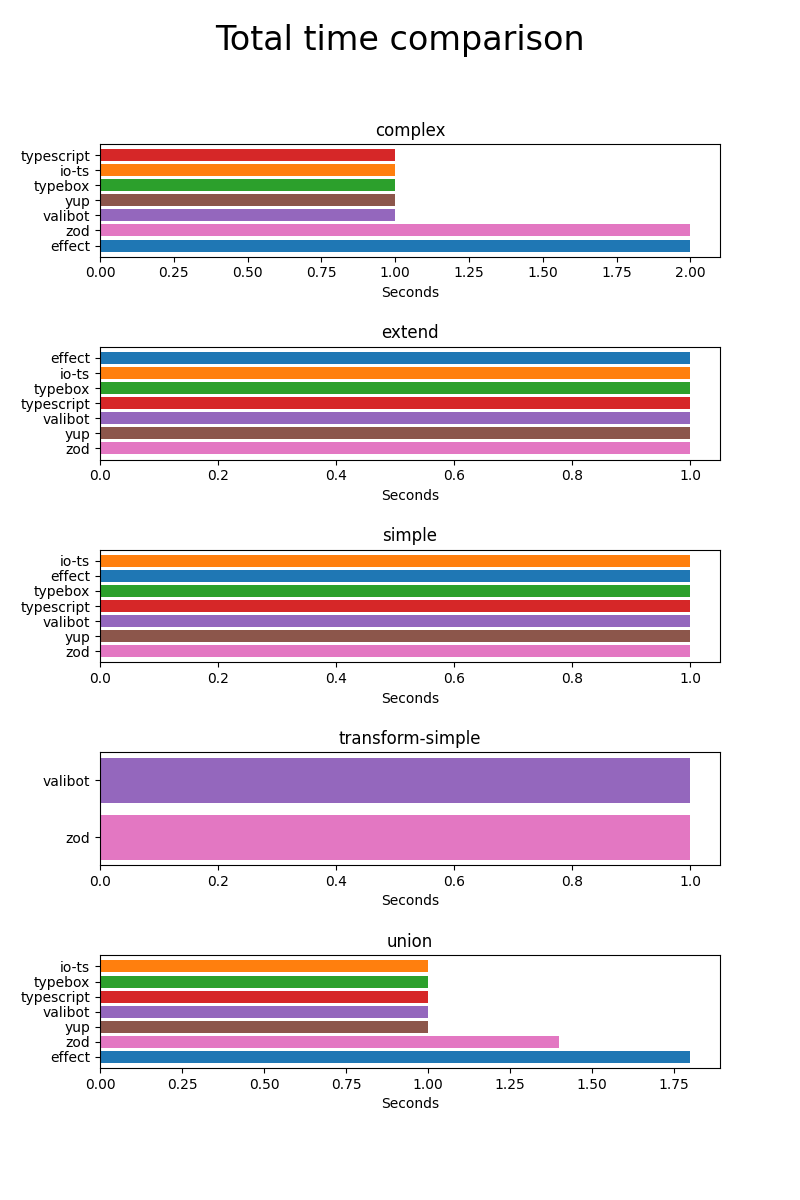 Total time comparison
complex
typescript
io-ts
typebox
yup
valibot
zod
effect
0.00 0.25 0.50 0.75 1.00 1.25 1.50 1.75 2.00
Seconds
extend
effect
io-ts
typebox
typescript
valibot
yup
zod
0.0 0.2 0.4 0.6 0.8 1.0
Seconds
simple
io-ts
effect
typebox
typescript
valibot
yup
zod
0.0 0.2 0.4 0.6 0.8 1.0
Seconds
transform-simple
valibot
zod
0.0 0.2 0.4 0.6 0.8 1.0
Seconds
union
io-ts
typebox
typescript
valibot
yup
zod
effect
0.00 0.25 0.50 0.75 1.00 1.25 1.50 1.75
Seconds